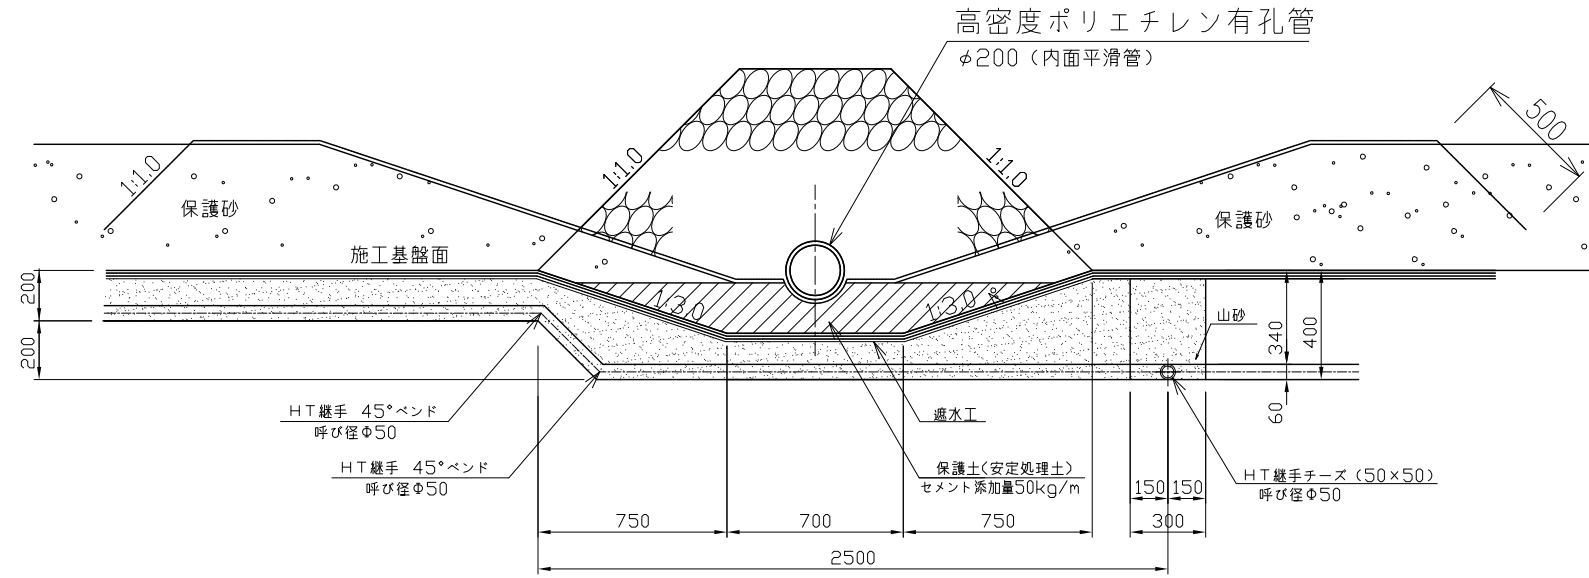 高密度ポリエチレン有孔管
φ200（内面平滑管）
500
1:1.0
1:1.0
1:1.0
保護砂
保護砂
施工基盤面
200
200
1:3.0
1:3.0
山砂
340
400
60
HT継手 45°ベンド
呼び径Φ50
遮水工
HT継手 45°ベンド
呼び径Φ50
保護土(安定処理土)
セメント添加量50kg/m
HT継手チーズ（50×50）
呼び径Φ50
150
150
750
700
750
300
2500